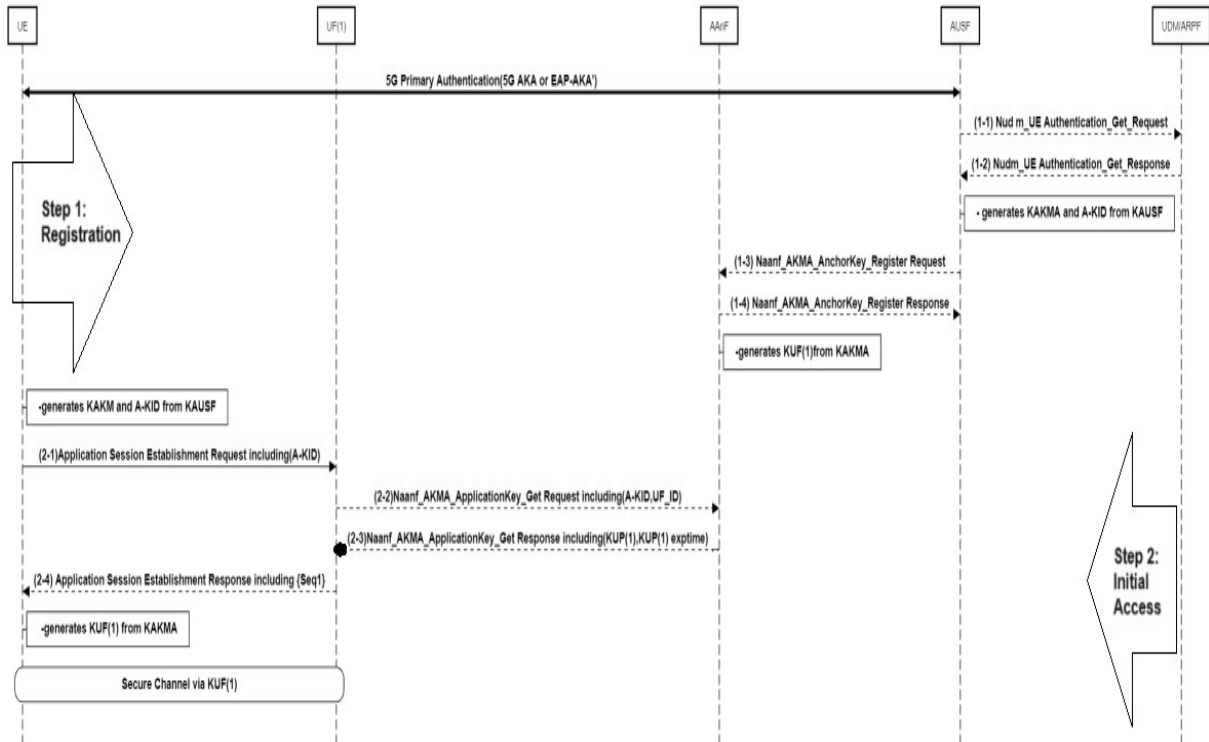 UE
UF(1)
AAnF
AUSF
UDM/ARPF
5G Primary Authentication(5G AKA or EAP-AKA')
(1-1) Nud m_UE Authentication_Get_Request
(1-2) Nudm_UE Authentication_Get_Response
Step 1:
Registration
- generates KAKMA and A-KID from KAUSF
(1-3) Naanf_AKMA_AnchorKey_Register Request
(1-4) Naanf_AKMA_AnchorKey_Register Response
-generates KUF(1)from KAKMA
-generates KAKM and A-KID from KAUSF
(2-1)Application Session Establishment Request including(A-KID)
(2-2)Naanf_AKMA_ApplicationKey_Get Request including(A-KID,UF_ID)
(2-3)Naanf_AKMA_ApplicationKey_Get Response including(KUP(1),KUP(1) exptime)
Step 2:
Initial
Access
(2-4) Application Session Establishment Response including {Seq1}
-generates KUF(1) from KAKMA
Secure Channel via KUF(1)